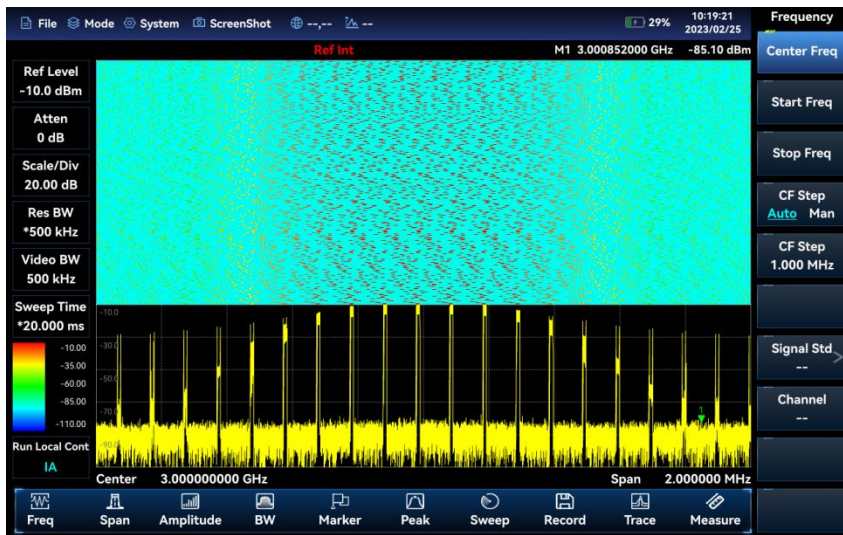 File Mode System ScreenShot --,-- -- 29% 10:19:21
2023/02/25
Frequency
Ref Int M1 3.000852000 GHz -85.10 dBm
Ref Level
-10.0 dBm
Atten
0 dB
Scale/Div
20.00 dB
Res BW
*500 kHz
Video BW
500 kHz
Sweep Time
*20.000 ms
-10.00
-35.00
-60.00
-85.00
-110.00
Run Local Cont
IA
-10.0
-30.0
-50.0
-70.0
-90.0
1
Center 3.000000000 GHz Span 2.000000 MHz
Center Freq
Start Freq
Stop Freq
CF Step
Auto Man
CF Step
1.000 MHz
Signal Std >
--
Channel
--
Freq Span Amplitude BW Marker Peak Sweep Record Trace Measure